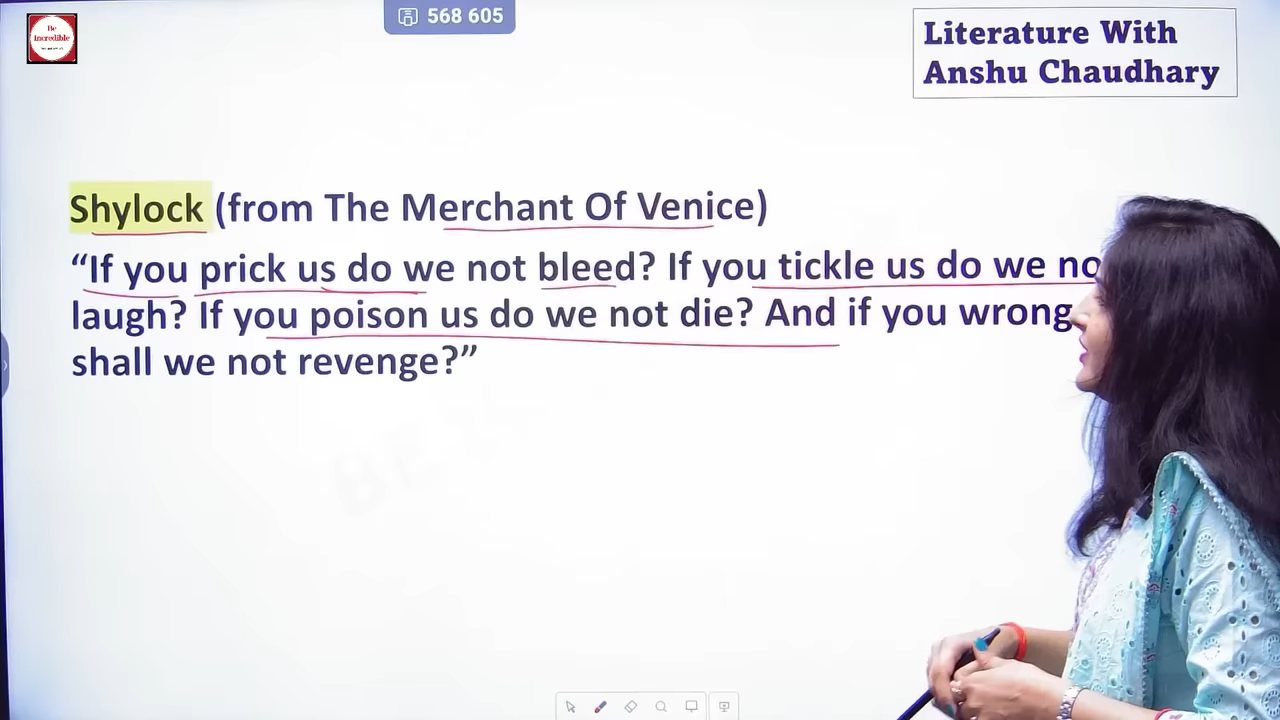 Be
Incredible
568 605
Literature With
Anshu Chaudhary
Shylock (from The Merchant Of Venice)
“If you prick us do we not bleed? If you tickle us do we no
laugh? If you poison us do we not die? And if you wrong
shall we not revenge?”